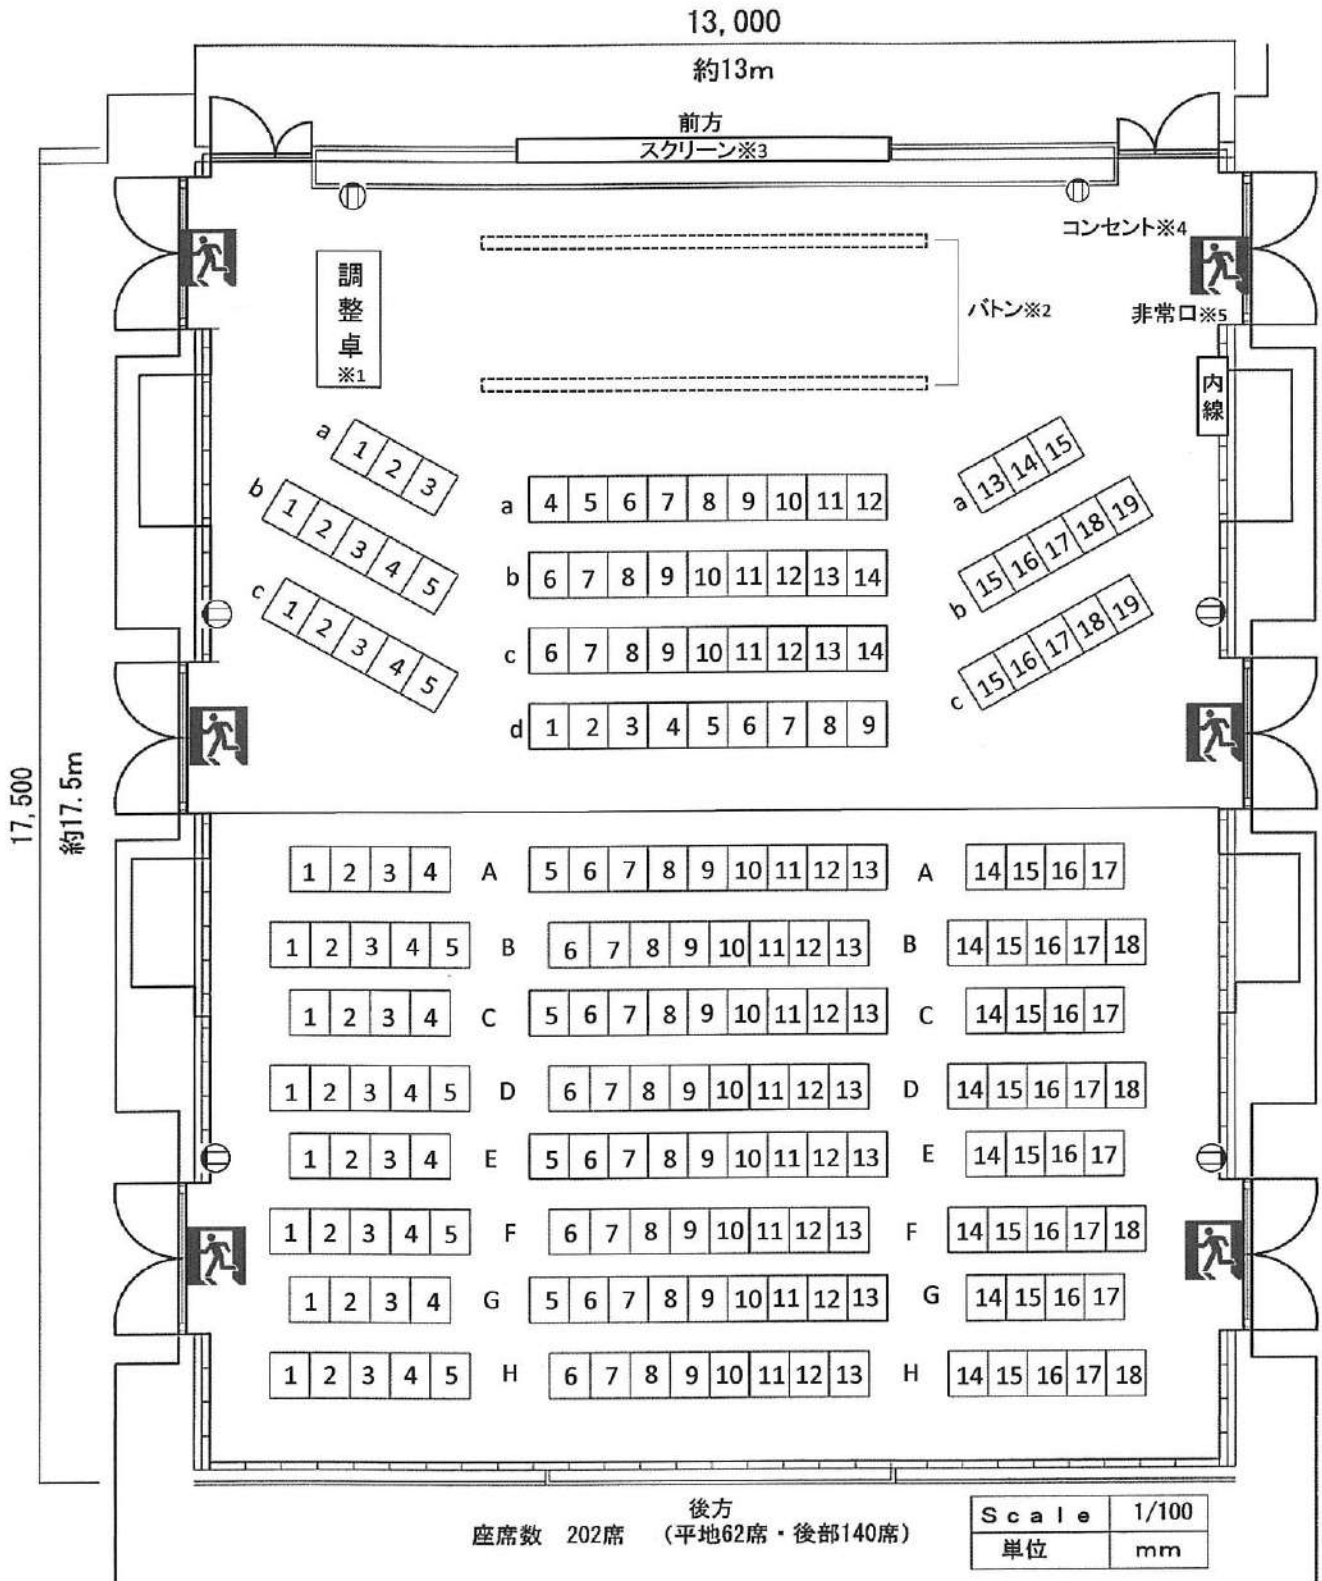 13,000
約13m
前方
スクリーン※3
コンセント※4
調整卓※1
バトン※2
非常口※5
内線
a 1 2 3
a 4 5 6 7 8 9 10 11 12
a 13 14 15
b 1 2 3 4 5
b 6 7 8 9 10 11 12 13 14
b 15 16 17 18 19
c 1 2 3 4 5
c 6 7 8 9 10 11 12 13 14
c 15 16 17 18 19
d 1 2 3 4 5 6 7 8 9
17,500
約17.5m
1 2 3 4 A 5 6 7 8 9 10 11 12 13 A 14 15 16 17
1 2 3 4 5 B 6 7 8 9 10 11 12 13 B 14 15 16 17 18
1 2 3 4 C 5 6 7 8 9 10 11 12 13 C 14 15 16 17
1 2 3 4 5 D 6 7 8 9 10 11 12 13 D 14 15 16 17 18
1 2 3 4 E 5 6 7 8 9 10 11 12 13 E 14 15 16 17
1 2 3 4 5 F 6 7 8 9 10 11 12 13 F 14 15 16 17 18
1 2 3 4 G 5 6 7 8 9 10 11 12 13 G 14 15 16 17
1 2 3 4 5 H 6 7 8 9 10 11 12 13 H 14 15 16 17 18
後方
座席数 202席 (平地62席・後部140席)
Scale 1/100
単位 mm